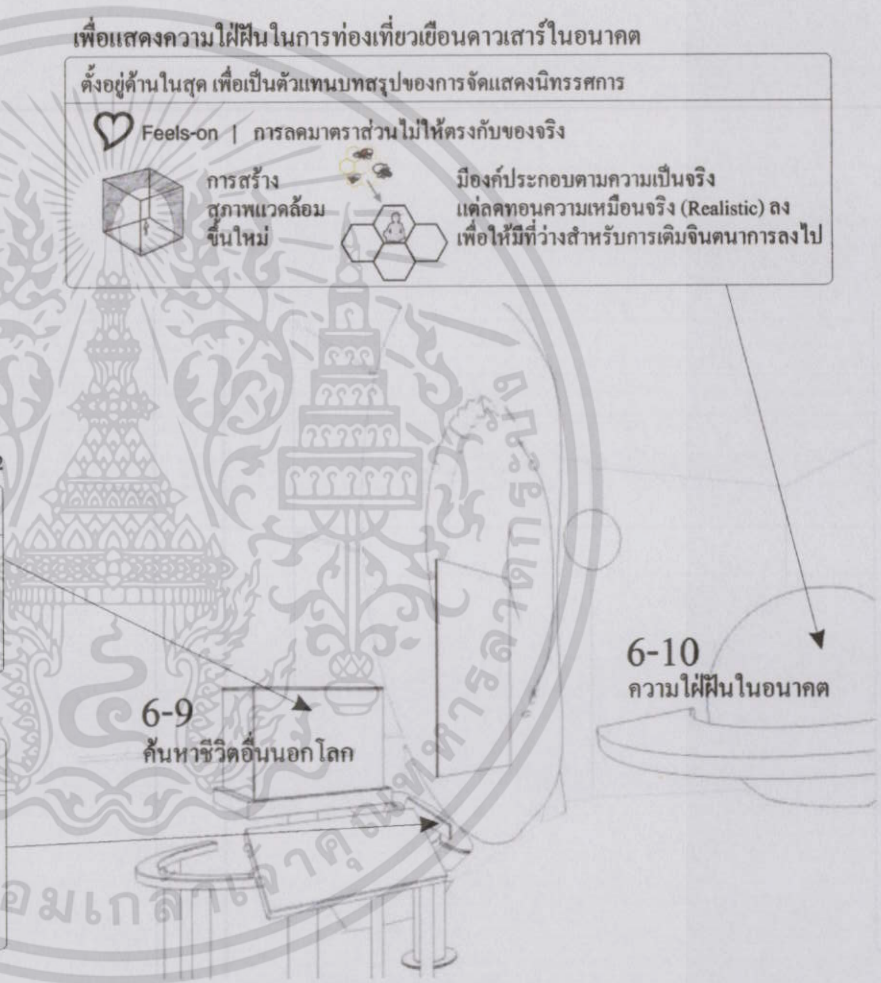 เพื่อแสดงความใฝ่ฝันในการท่องเที่ยวเยือนดาวเสาร์ในอนาคต
ตั้งอยู่ด้านในสุด เพื่อเป็นตัวแทนบทสรุปของการจัดแสดงนิทรรศการ
Feels-on | การลดมาตราส่วนไม่ให้ตรงกับของจริง
การสร้าง
สภาพแวดล้อม
ขึ้นใหม่
มีองค์ประกอบตามความเป็นจริง
แต่ลดทอนความเหมือนจริง (Realistic) ลง
เพื่อให้มีที่ว่างสำหรับการเติมจินตนาการลงไป
6-10
ความใฝ่ฝันในอนาคต
6-9
ค้นหาชีวิตอื่นนอกโลก